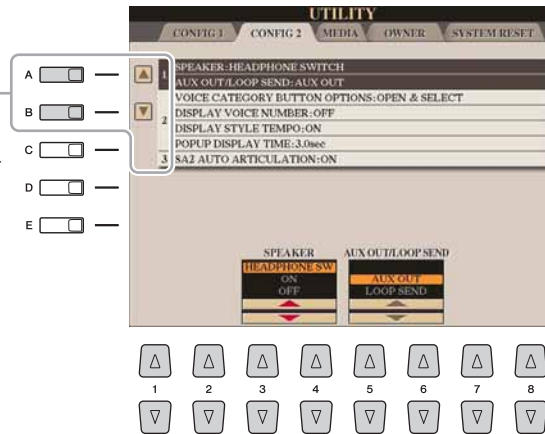 UTILITY
CONFIG 1 CONFIG 2 MEDIA OWNER SYSTEM RESET
1 SPEAKER:HEADPHONE SWITCH
AUX OUT/LOOP SEND:AUX OUT
2 VOICE CATEGORY BUTTON OPTIONS:OPEN & SELECT
DISPLAY VOICE NUMBER:OFF
DISPLAY STYLE TEMPO:ON
POPUP DISPLAY TIME:3.0sec
3 SA2 AUTO ARTICULATION:ON
A
B
C
D
E
SPEAKER AUX OUT/LOOP SEND
HEADPHONE SW
ON AUX OUT
OFF LOOP SEND
1 2 3 4 5 6 7 8